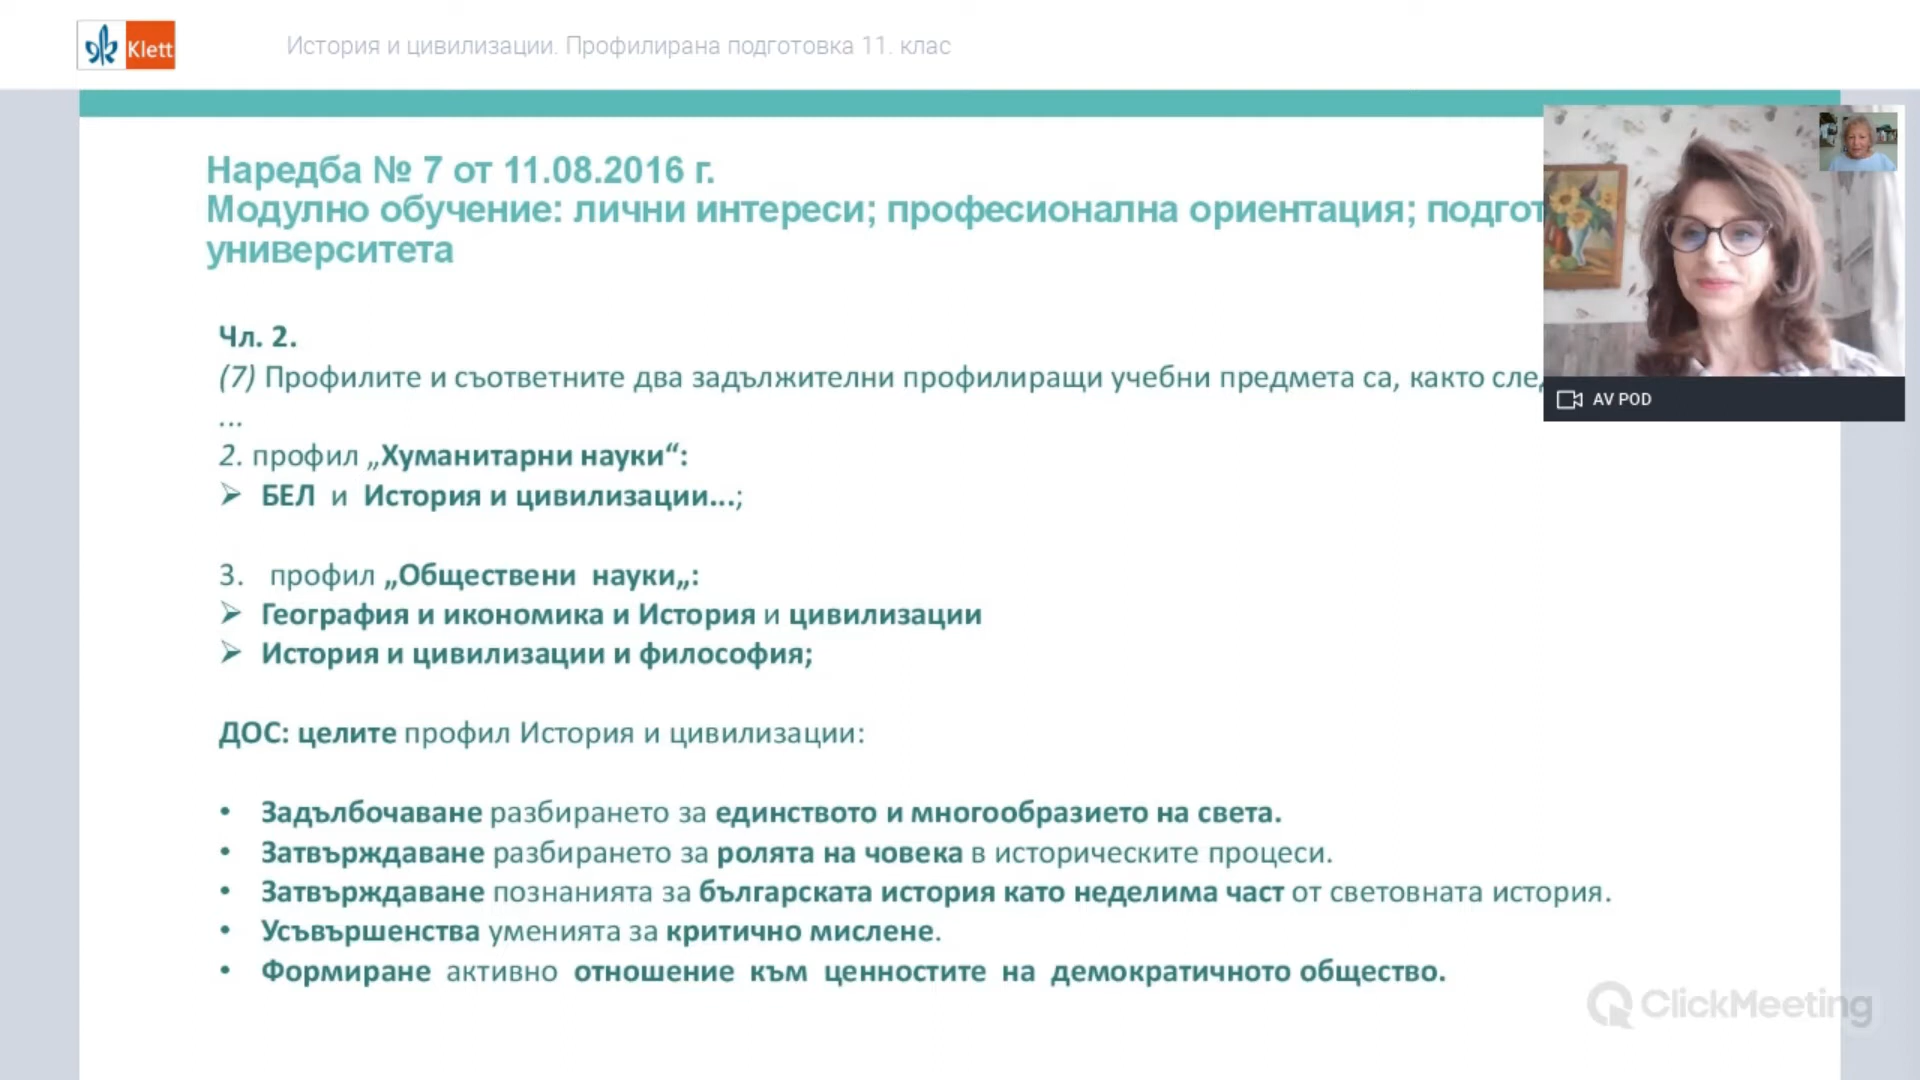 Klett
История и цивилизации. Профилирана подготовка 11. клас
Наредба № 7 от 11.08.2016 г.
Модулно обучение: лични интереси; професионална ориентация;
университета
Чл. 2.
(7) Профилите и съответните два задължителни профилиращи учебни предмета са, както
...
2. профил „Хуманитарни науки“:
➢ БЕЛ и История и цивилизации...;
3. профил „Обществени науки„:
➢ География и икономика и История и цивилизации
➢ История и цивилизации и философия;
ДОС: целите профил История и цивилизации:
• Задълбочаване разбирането за единството и многообразието на света.
• Затвърждаване разбирането за ролята на човека в историческите процеси.
• Затвърждаване познанията за българската история като неделима част от световната история.
• Усъвършенства уменията за критично мислене.
• Формиране активно отношение към ценностите на демократичното общество.
AV POD
ClickMeeting